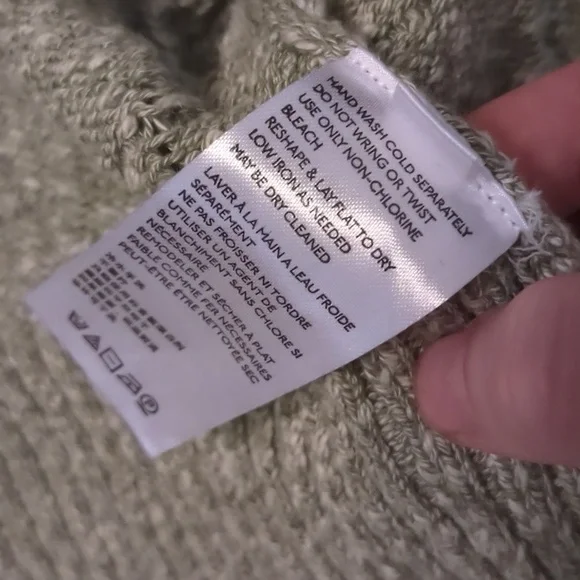 HAND WASH COLD SEPARATELY
DO NOT WRING OR TWIST
USE ONLY NON-CHLORINE
BLEACH
RESHAPE & LAY FLAT TO DRY
LOW IRON AS NEEDED
MAY BE DRY CLEANED
LAVER À LA MAIN A LEAU FROIDE
SÉPARÉMENT
NE PAS FROISSER NI TORDRE
UTILISER UN AGENT DE
BLANCHIMENT SANS CHLORE SI
NÉCESSAIRE
REMODELER ET SÉCHER À PLAT
FAIBLE COMME FER NÉCESSAIRES
PEUT-ÊTRE ÊTRE NETTOYÉE SEC